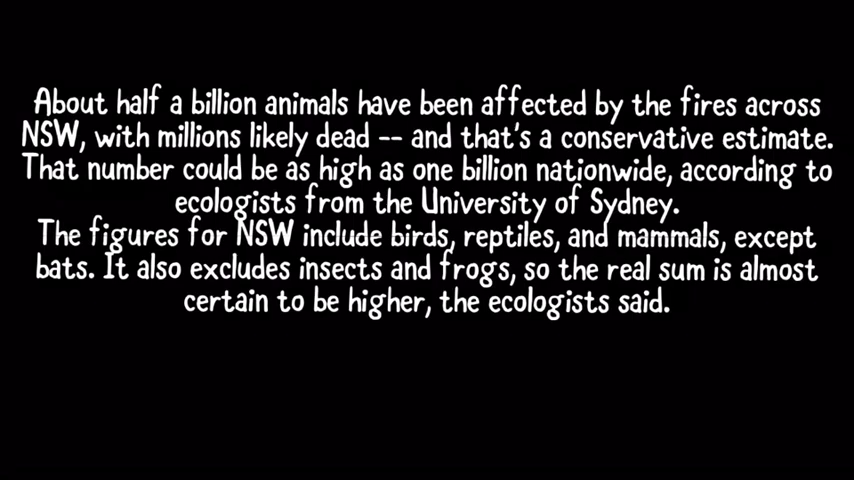 About half a billion animals have been affected by the fires across
NSW, with millions likely dead -- and that's a conservative estimate.
That number could be as high as one billion nationwide, according to
ecologists from the University of Sydney.
The figures for NSW include birds, reptiles, and mammals, except
bats. It also excludes insects and frogs, so the real sum is almost
certain to be higher, the ecologists said.